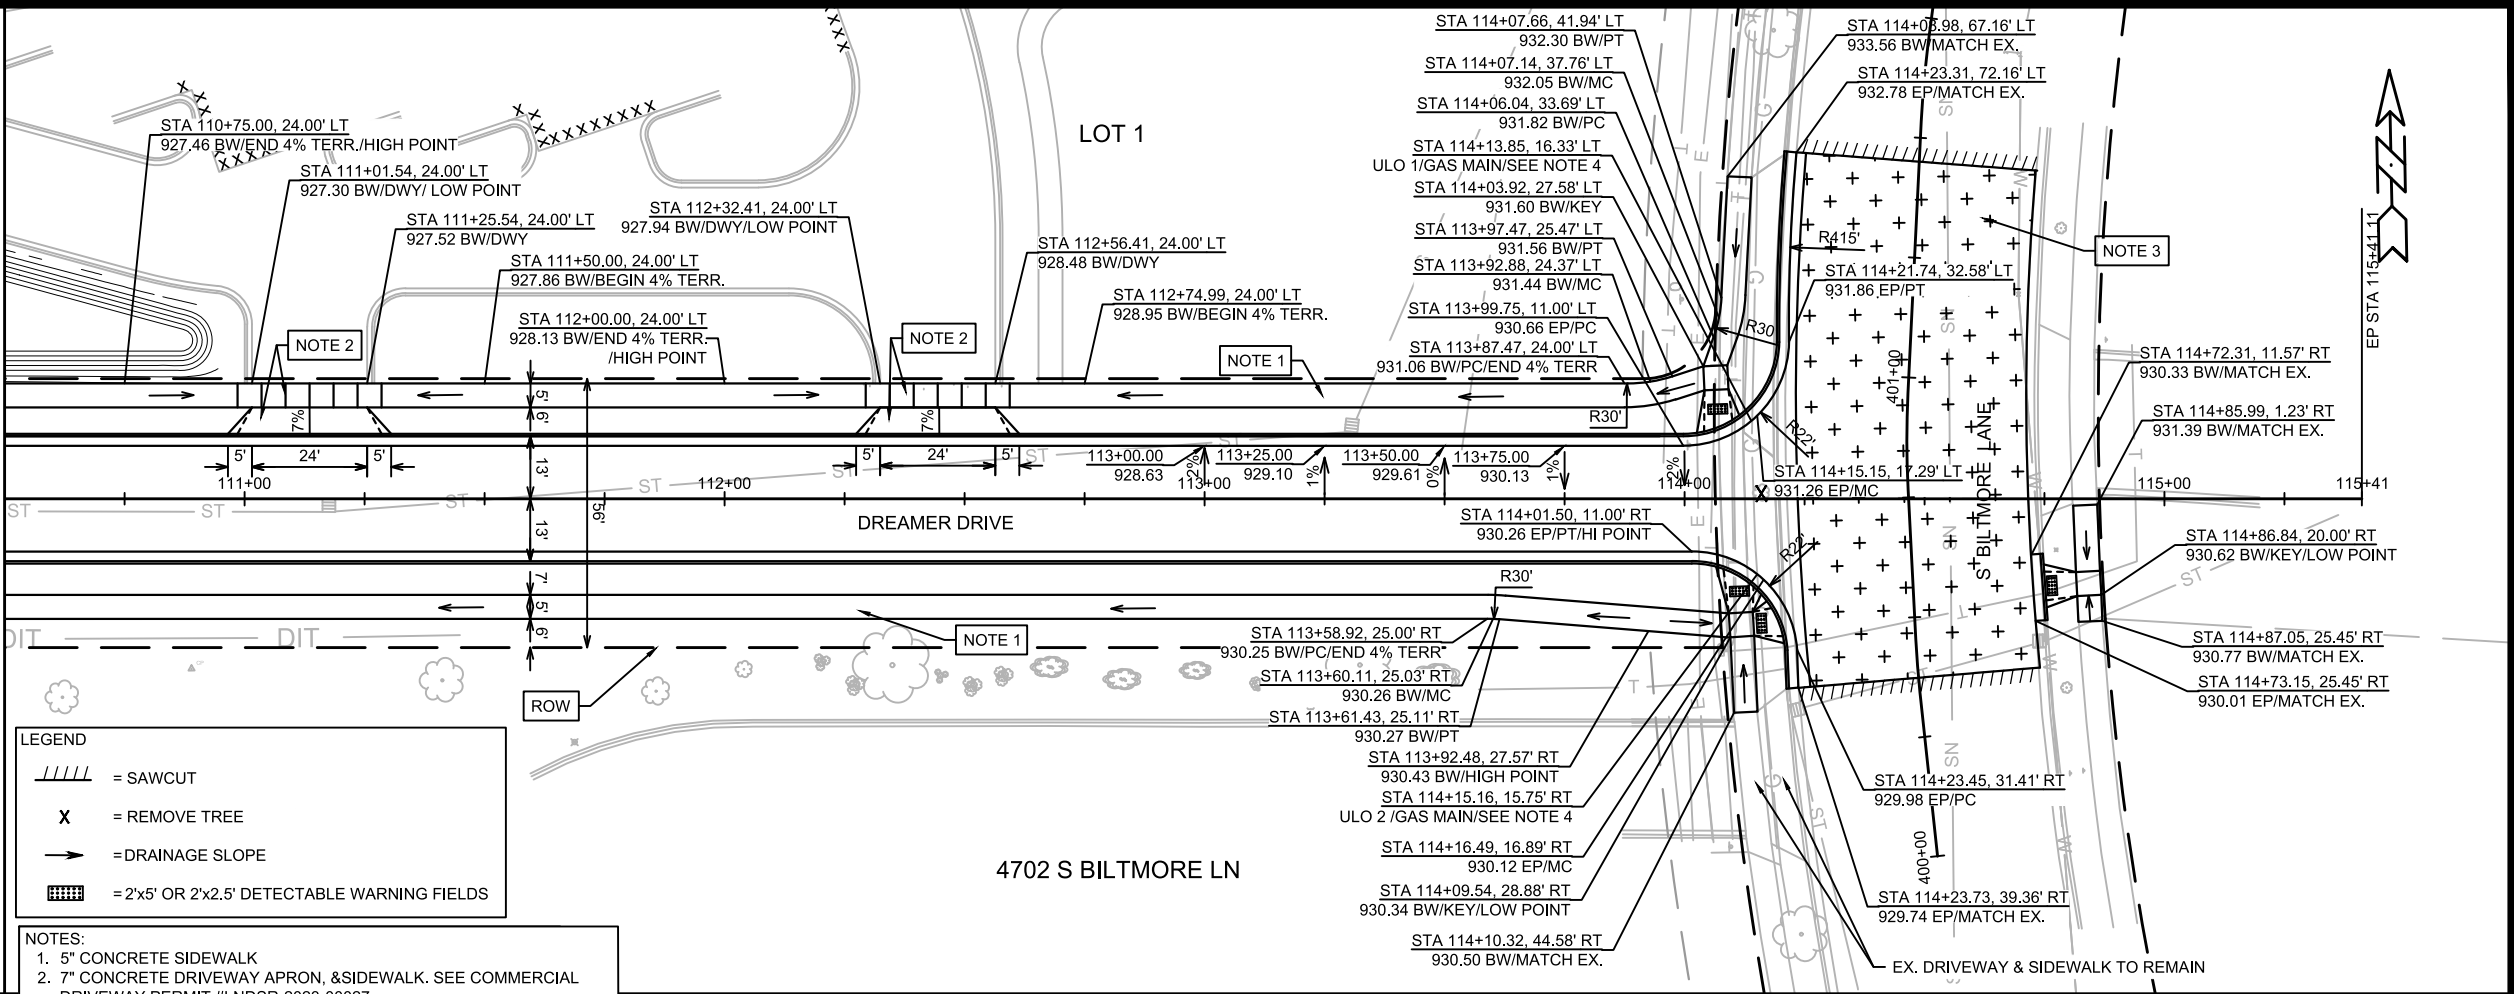 STA 110+75.00, 24.00' LT
927.46 BW/END 4% TERR./HIGH POINT
STA 111+01.54, 24.00' LT
927.30 BW/DWY/ LOW POINT
STA 111+25.54, 24.00' LT
927.52 BW/DWY
STA 111+50.00, 24.00' LT
927.86 BW/BEGIN 4% TERR.
STA 112+00.00, 24.00' LT
928.13 BW/END 4% TERR.
/HIGH POINT
STA 112+32.41, 24.00' LT
927.94 BW/DWY/LOW POINT
STA 112+56.41, 24.00' LT
928.48 BW/DWY
STA 112+74.99, 24.00' LT
928.95 BW/BEGIN 4% TERR.
LOT 1
STA 114+07.66, 41.94' LT
932.30 BW/PT
STA 114+07.14, 37.76' LT
932.05 BW/MC
STA 114+06.04, 33.69' LT
931.82 BW/PC
STA 114+13.85, 16.33' LT
ULO 1/GAS MAIN/SEE NOTE 4
STA 114+03.92, 27.58' LT
931.60 BW/KEY
STA 113+97.47, 25.47' LT
931.56 BW/PT
STA 113+92.88, 24.37' LT
931.44 BW/MC
STA 113+99.75, 11.00' LT
930.66 EP/PC
STA 113+87.47, 24.00' LT
931.06 BW/PC/END 4% TERR
STA 114+03.98, 67.16' LT
933.56 BW/MATCH EX.
STA 114+23.31, 72.16' LT
932.78 EP/MATCH EX.
R415'
NOTE 3
STA 114+21.74, 32.58' LT
931.86 EP/PT
EP STA 115+41.11
R30
R30'
R22'
NOTE 2
NOTE 2
NOTE 1
7%
7%
5'
6'
13'
13'
56'
7'
5'
6'
5'
24'
5'
5'
24'
5'
113+00.00
928.63
2%
113+25.00
929.10
1%
113+50.00
929.61
0%
113+75.00
930.13
1%
2%
111+00
112+00
113+00
114+00
115+00
115+41
401+00
400+00
S BILTMORE LANE
STA 114+15.15, 17.29' LT
931.26 EP/MC
X
DREAMER DRIVE
STA 114+01.50, 11.00' RT
930.26 EP/PT/HI POINT
R22'
R30'
STA 114+72.31, 11.57' RT
930.33 BW/MATCH EX.
STA 114+85.99, 1.23' RT
931.39 BW/MATCH EX.
STA 114+86.84, 20.00' RT
930.62 BW/KEY/LOW POINT
STA 114+87.05, 25.45' RT
930.77 BW/MATCH EX.
STA 114+73.15, 25.45' RT
930.01 EP/MATCH EX.
NOTE 1
ROW
DIT
DIT
ST
ST
ST
ST
ST
ST
ST
ST
STA 113+58.92, 25.00' RT
930.25 BW/PC/END 4% TERR
STA 113+60.11, 25.03' RT
930.26 BW/MC
STA 113+61.43, 25.11' RT
930.27 BW/PT
STA 113+92.48, 27.57' RT
930.43 BW/HIGH POINT
STA 114+15.16, 15.75' RT
ULO 2 /GAS MAIN/SEE NOTE 4
STA 114+16.49, 16.89' RT
930.12 EP/MC
STA 114+09.54, 28.88' RT
930.34 BW/KEY/LOW POINT
STA 114+10.32, 44.58' RT
930.50 BW/MATCH EX.
STA 114+23.45, 31.41' RT
929.98 EP/PC
STA 114+23.73, 39.36' RT
929.74 EP/MATCH EX.
EX. DRIVEWAY & SIDEWALK TO REMAIN
4702 S BILTMORE LN
LEGEND
= SAWCUT
X = REMOVE TREE
=DRAINAGE SLOPE
=2'x5' OR 2'x2.5' DETECTABLE WARNING FIELDS
NOTES:
1. 5" CONCRETE SIDEWALK
2. 7" CONCRETE DRIVEWAY APRON, &SIDEWALK. SEE COMMERCIAL